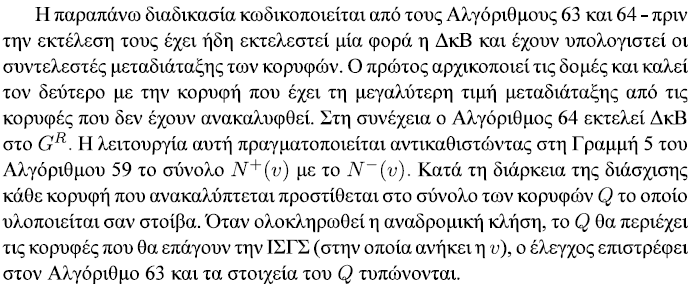 Η παραπάνω διαδικασία κωδικοποιείται από τους Αλγόριθμους 63 και 64 – πριν
την εκτέλεση τους έχει ήδη εκτελεστεί μία φορά η ΔκΒ και έχουν υπολογιστεί οι
συντελεστές μεταδιάταξης των κορυφών. Ο πρώτος αρχικοποιεί τις δομές και καλεί
τον δεύτερο με την κορυφή που έχει τη μεγαλύτερη τιμή μεταδιάταξης από τις
κορυφές που δεν έχουν ανακαλυφθεί. Στη συνέχεια ο Αλγόριθμος 64 εκτελεί ΔκΒ
στο $G^R$. Η λειτουργία αυτή πραγματοποιείται αντικαθιστώντας στη Γραμμή 5 του
Αλγόριθμου 59 το σύνολο $N^+(v)$ με το $N^-(v)$. Κατά τη διάρκεια της διάσχισης
κάθε κορυφή που ανακαλύπτεται προστίθεται στο σύνολο των κορυφών $Q$ το οποίο
υλοποιείται σαν στοίβα. Όταν ολοκληρωθεί η αναδρομική κλήση, το $Q$ θα περιέχει
τις κορυφές που θα επάγουν την ΙΣΓΣ (στην οποία ανήκει η $v$), ο έλεγχος επιστρέφει
στον Αλγόριθμο 63 και τα στοιχεία του $Q$ τυπώνονται.